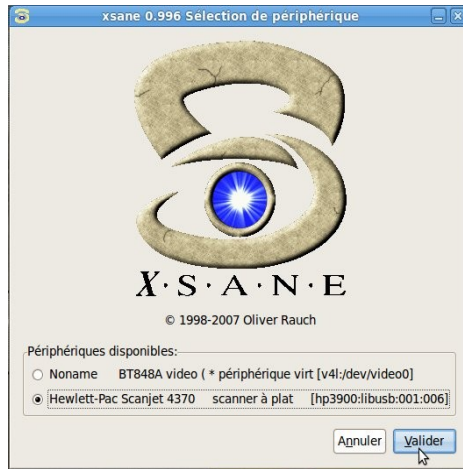 xsane 0.996 Sélection de périphérique
X·S·A·N·E
© 1998-2007 Oliver Rauch
Périphériques disponibles:
Noname BT848A video ( * périphérique virt [v4l:/dev/video0]
Hewlett-Pac Scanjet 4370 scanner à plat [hp3900:libusb:001:006]
Annuler Valider